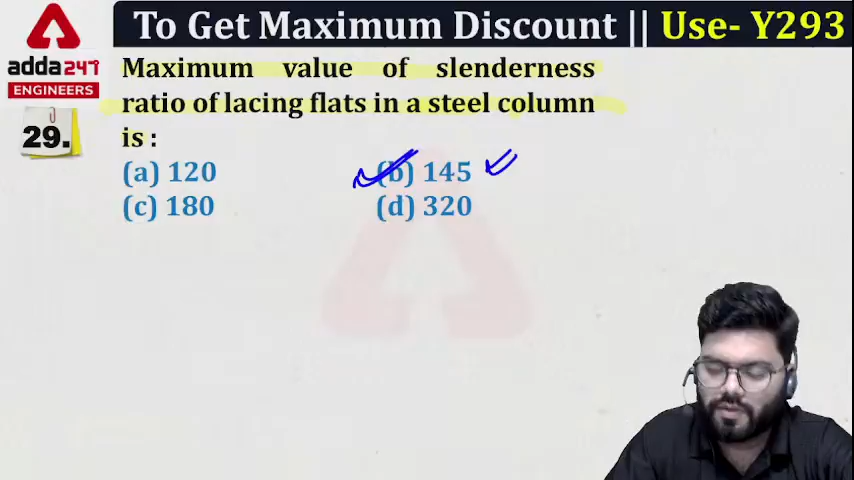 To Get Maximum Discount || Use- Y293
adda247
ENGINEERS
29.
Maximum value of slenderness
ratio of lacing flats in a steel column
is :
(a) 120 (b) 145
(c) 180 (d) 320